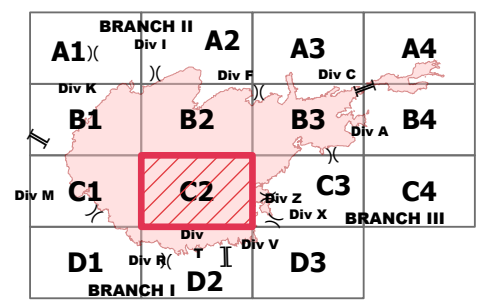 BRANCH II
A1
Div I
A2
A3
A4
Div K
Div F
Div C
B1
B2
B3
Div A
B4
Div M
C1
C2
Div Z
C3
C4
Div X
BRANCH III
Div
T
Div V
D1
Div R
D2
D3
BRANCH I